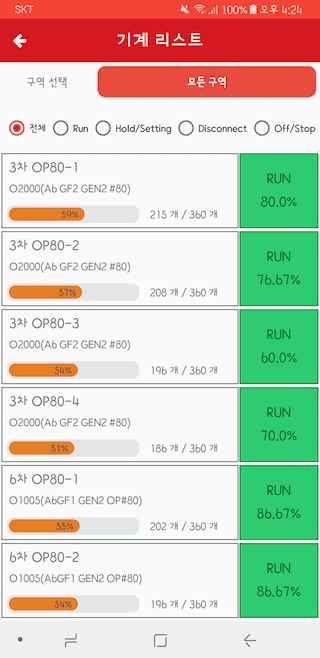 SKT 100% 오후 4:24
기계 리스트
구역 선택 모든 구역
전체 Run Hold/Setting Disconnect Off/Stop
3차 OP80-1
O2000(Ab GF2 GEN2 #80)
59% 215 개 / 360 개
RUN
80.0%
3차 OP80-2
O2000(Ab GF2 GEN2 #80)
57% 208 개 / 360 개
RUN
76.67%
3차 OP80-3
O2000(Ab GF2 GEN2 #80)
54% 196 개 / 360 개
RUN
60.0%
3차 OP80-4
O2000(Ab GF2 GEN2 #80)
51% 186 개 / 360 개
RUN
70.0%
6차 OP80-1
O1005(AbGF1 GEN2 OP#80)
55% 202 개 / 360 개
RUN
86.67%
6차 OP80-2
O1005(AbGF1 GEN2 OP#80)
54% 196 개 / 360 개
RUN
86.67%